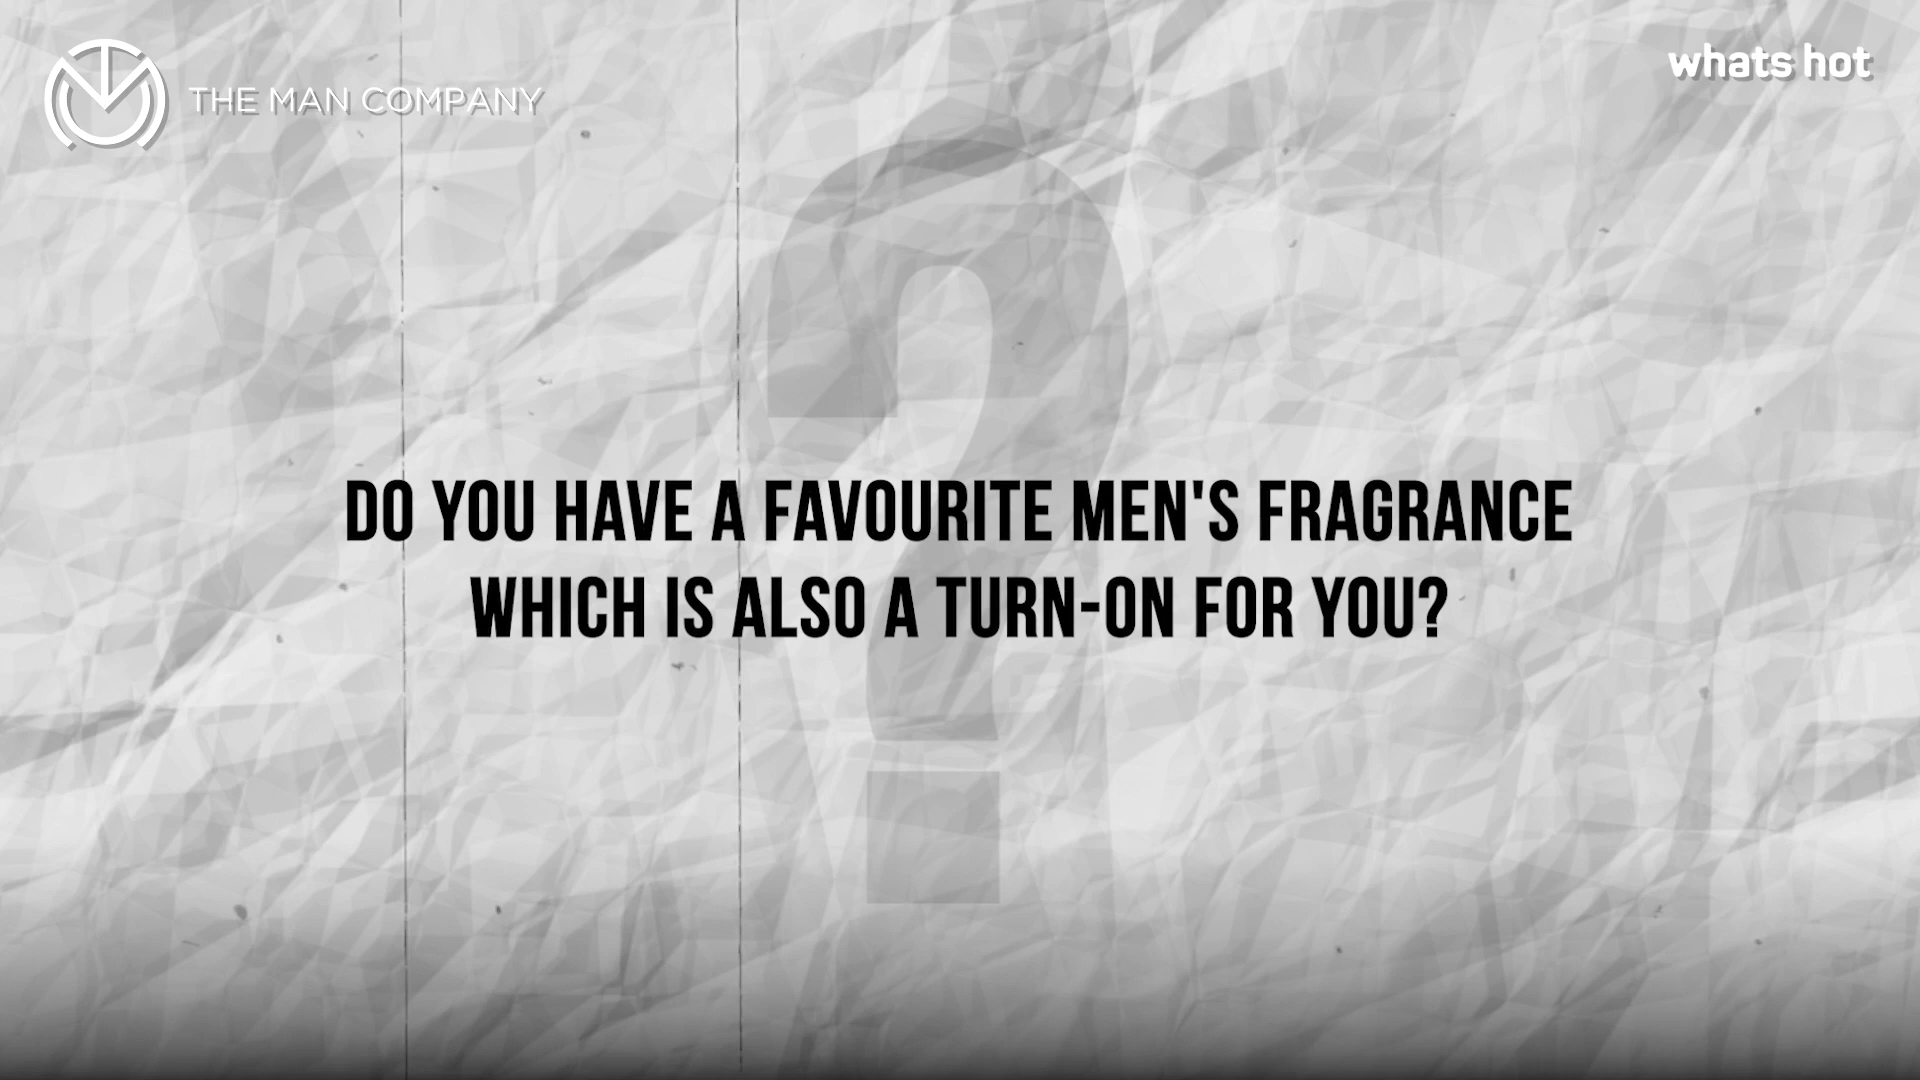 THE MAN COMPANY
whats hot
DO YOU HAVE A FAVOURITE MEN'S FRAGRANCE
WHICH IS ALSO A TURN-ON FOR YOU?